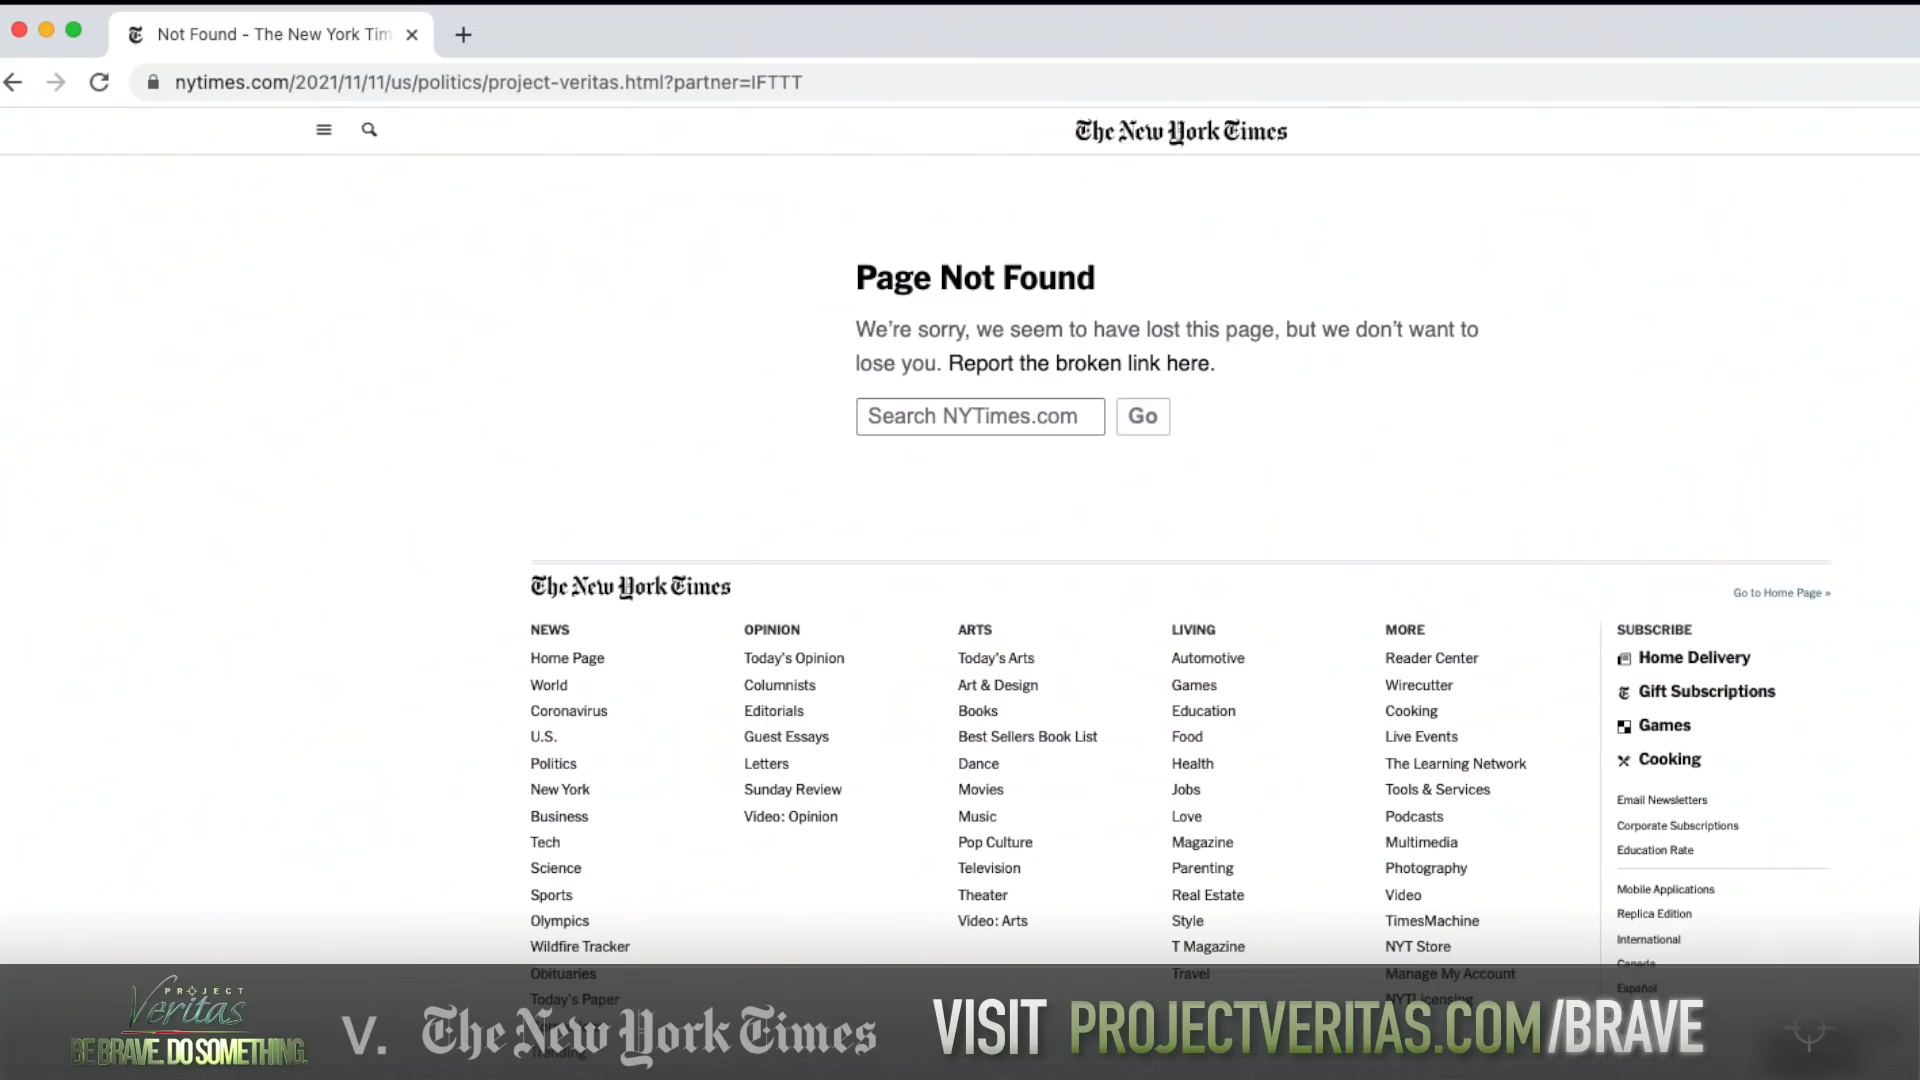 Not Found - The New York Tim
nytimes.com/2021/11/11/us/politics/project-veritas.html?partner=IFTTT
The New York Times
Page Not Found
We're sorry, we seem to have lost this page, but we don't want to
lose you. Report the broken link here.
Search NYTimes.com Go
The New York Times
Go to Home Page »
NEWS
Home Page
World
Coronavirus
U.S.
Politics
New York
Business
Tech
Science
Sports
Olympics
Wildfire Tracker
Obituaries
Today's Paper
Trending
OPINION
Today's Opinion
Columnists
Editorials
Guest Essays
Letters
Sunday Review
Video: Opinion
ARTS
Today's Arts
Art & Design
Books
Best Sellers Book List
Dance
Movies
Music
Pop Culture
Television
Theater
Video: Arts
LIVING
Automotive
Games
Education
Food
Health
Jobs
Love
Magazine
Parenting
Real Estate
Style
T Magazine
Travel
MORE
Reader Center
Wirecutter
Cooking
Live Events
The Learning Network
Tools & Services
Podcasts
Multimedia
Photography
Video
TimesMachine
NYT Store
Manage My Account
NYTLicensing
SUBSCRIBE
Home Delivery
Gift Subscriptions
Games
Cooking
Email Newsletters
Corporate Subscriptions
Education Rate
Mobile Applications
Replica Edition
International
Canada
Español
PROJECT
Veritas
BE BRAVE. DO SOMETHING.
V.
The New York Times
VISIT PROJECTVERITAS.COM/BRAVE